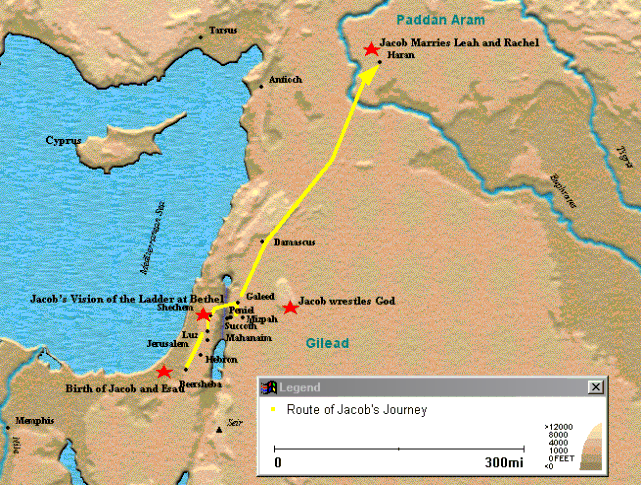 Paddan Aram
Tarsus
Jacob Marries Leah and Rachel
Haran
Antioch
Cyprus
Tigris
Euphrates
Mediterranean Sea
Damascus
Jacob's Vision of the Ladder at Bethel
Galeed
Jacob wrestles God
Shechem
Peniel
Mizpah
Succoth
Luz
Mahanaim
Jerusalem
Gilead
Hebron
Birth of Jacob and Esau
Beersheba
Legend
Route of Jacob's Journey
Memphis
Seir
Nile
>12000
8000
4000
1000
0 FEET
<0
0
300mi